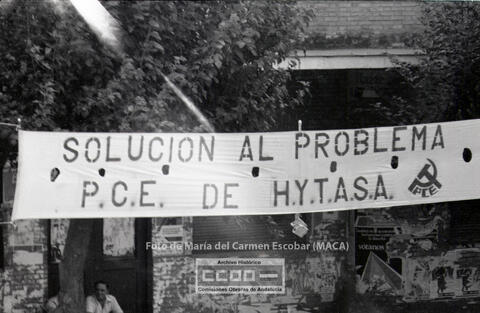 SOLUCION AL PROBLEMA
P.C.E. DE H.Y.T.A.S.A.
PCE
Foto de María del Carmen Escobar (MACA)
Archivo Histórico
CCOO
Comisiones Obreras de Andalucía